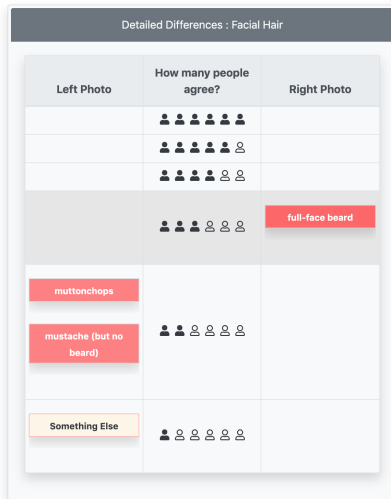 Detailed Differences : Facial Hair
Left Photo
How many people
agree?
Right Photo
full-face beard
muttonchops
mustache (but no
beard)
Something Else